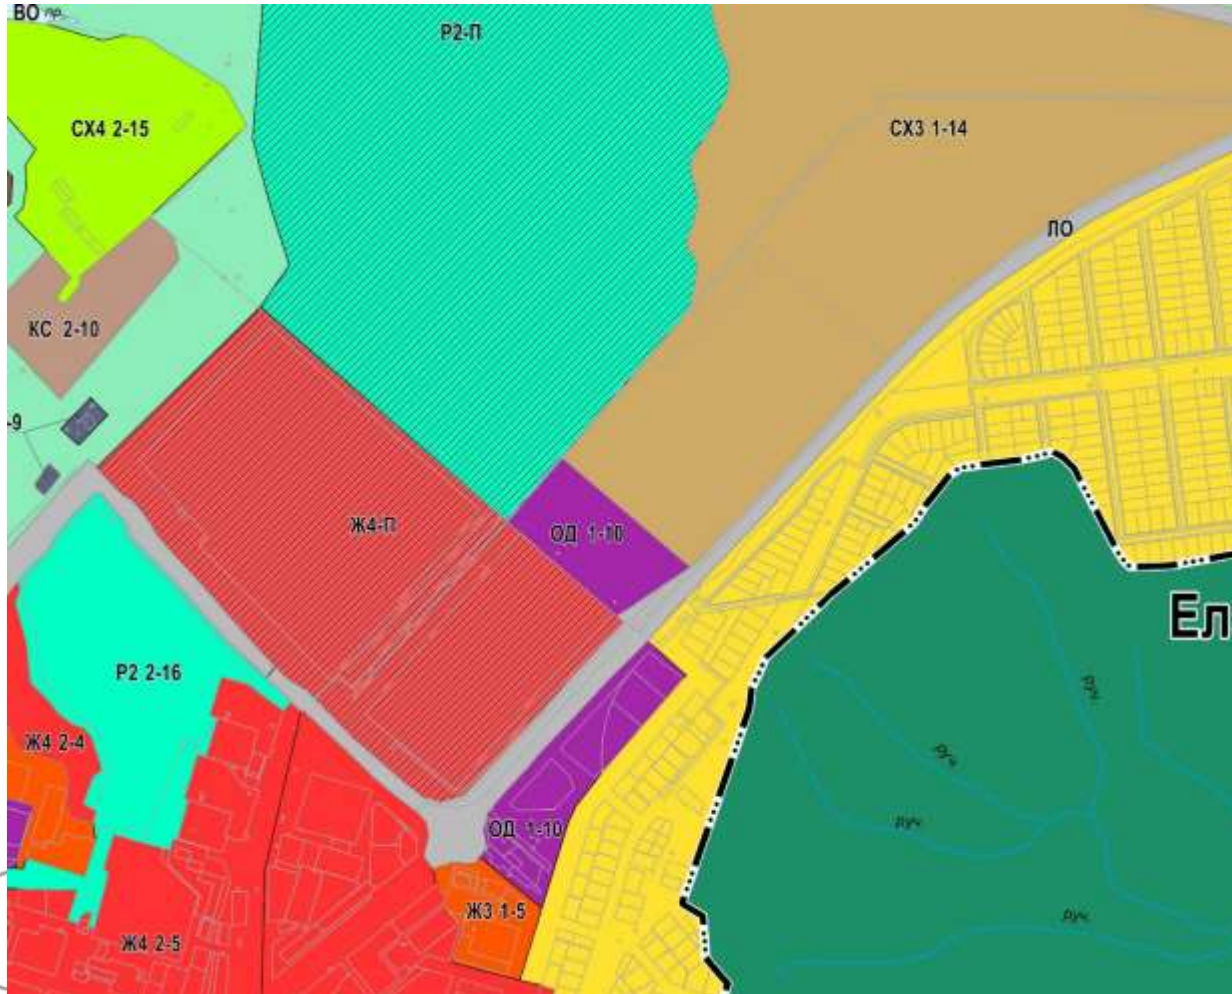 ВО
пр.
Р2-П
СХ4 2-15
СХ3 1-14
ЛО
КС 2-10
-9
Ж4-П
ОД 1-10
Ел
Р2 2-16
руч.
Ж4 2-4
руч.
ОД 1-10
руч.
Ж3 1-5
руч.
Ж4 2-5